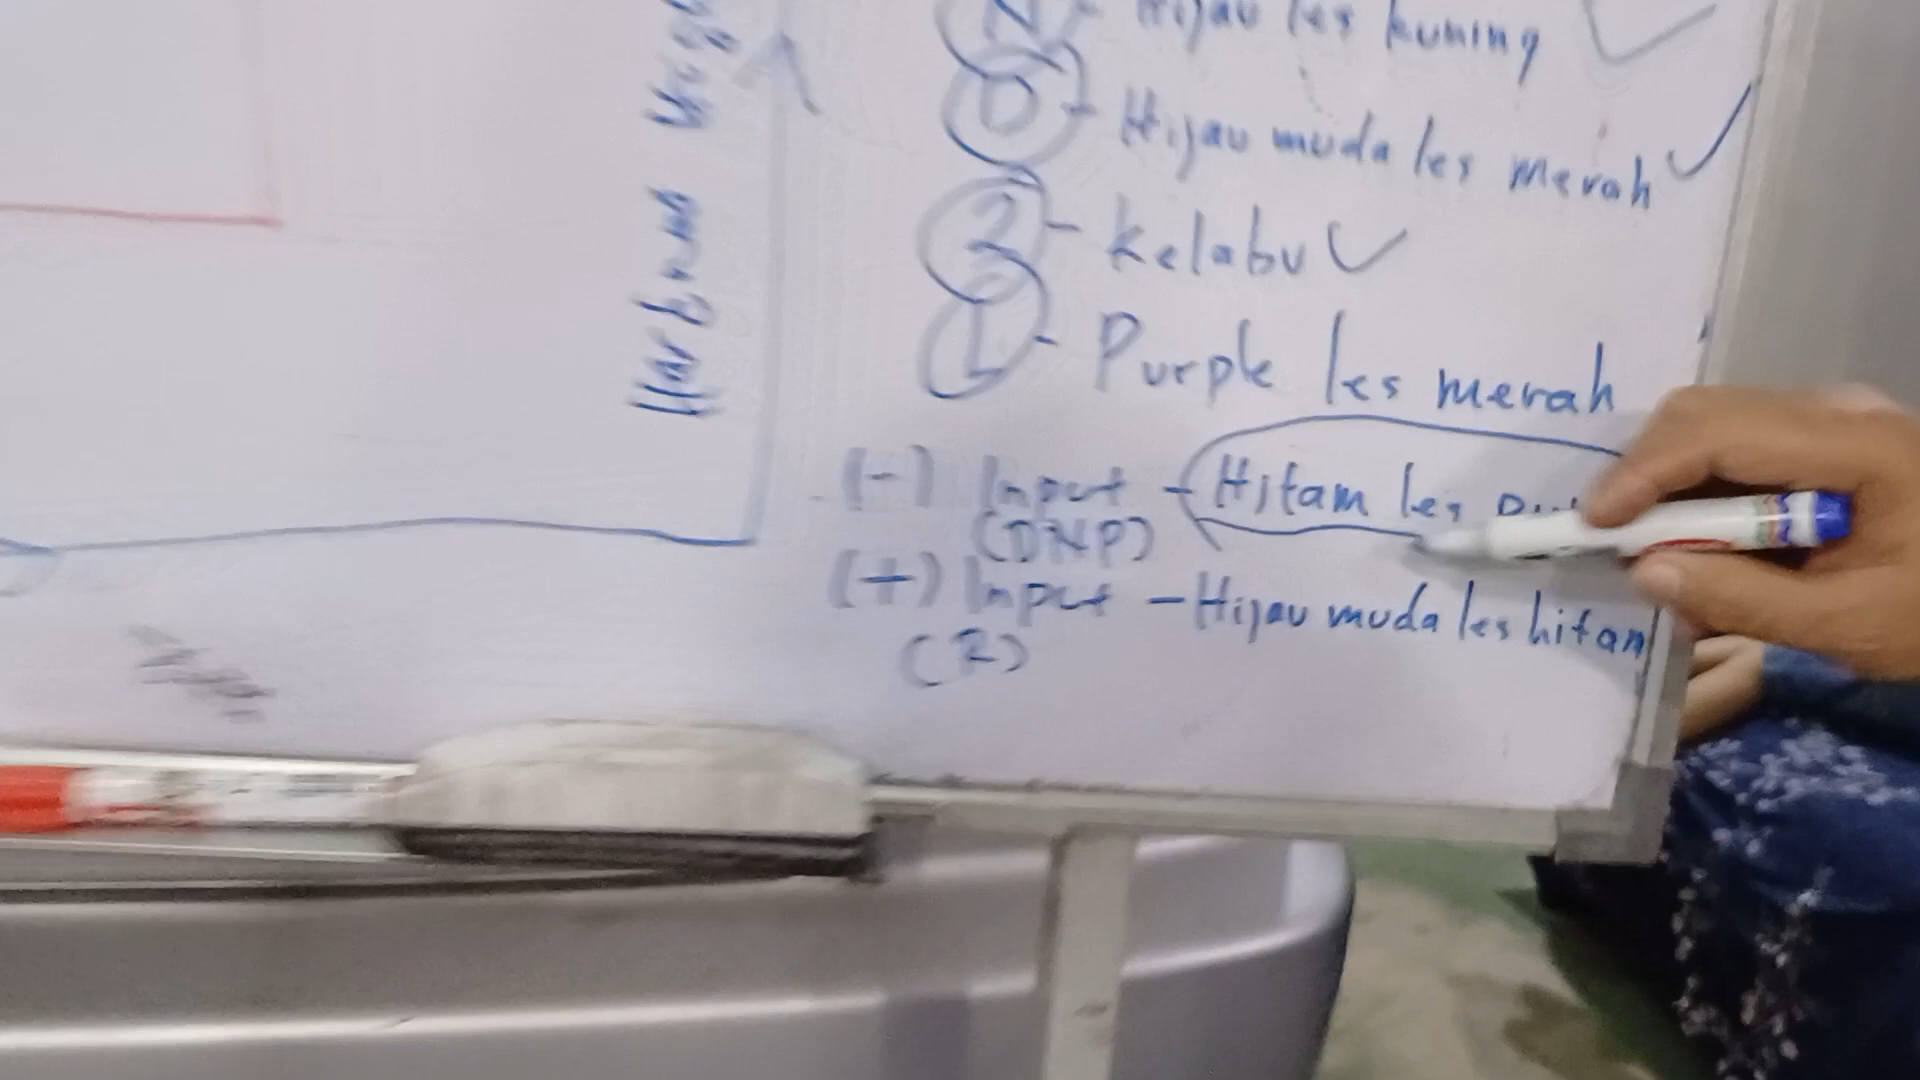 N - Hijau les kuning
D - Hijau muda les merah
2 - Kelabu
L - Purple les merah
(-) Input - Hitam les
(DNP)
(+) Input - Hijau muda les hitam
(R)